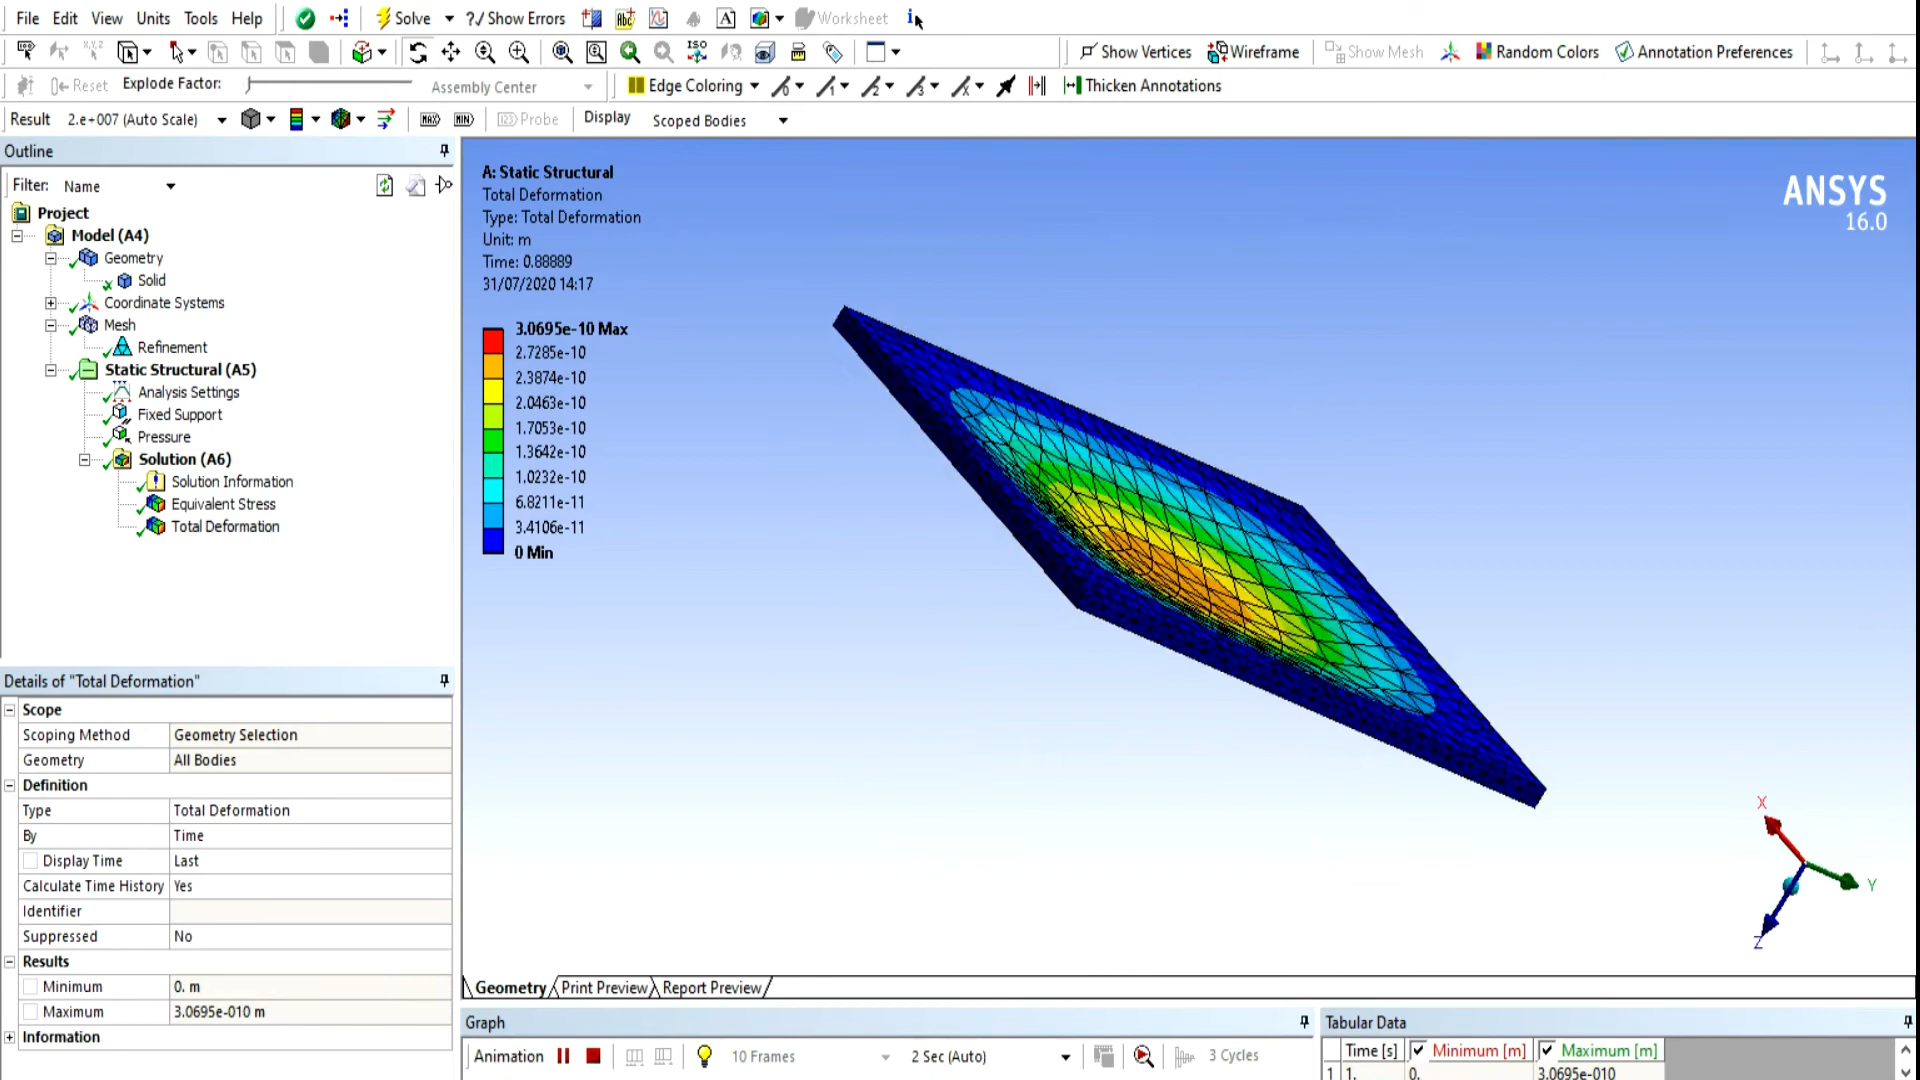 File Edit View Units Tools Help Solve ?/ Show Errors Worksheet
ISO Show Vertices Wireframe Show Mesh Random Colors Annotation Preferences
Reset Explode Factor: Assembly Center Edge Coloring Thicken Annotations
Result 2.e+007 (Auto Scale) MAX MIN Probe Display Scoped Bodies
Outline
Filter: Name
Project
Model (A4)
Geometry
Solid
Coordinate Systems
Mesh
Refinement
Static Structural (A5)
Analysis Settings
Fixed Support
Pressure
Solution (A6)
Solution Information
Equivalent Stress
Total Deformation
Details of "Total Deformation"
Scope
Scoping Method Geometry Selection
Geometry All Bodies
Definition
Type Total Deformation
By Time
Display Time Last
Calculate Time History Yes
Identifier
Suppressed No
Results
Minimum 0. m
Maximum 3.0695e-010 m
Information
A: Static Structural
Total Deformation
Type: Total Deformation
Unit: m
Time: 0.88889
31/07/2020 14:17
3.0695e-10 Max
2.7285e-10
2.3874e-10
2.0463e-10
1.7053e-10
1.3642e-10
1.0232e-10
6.8211e-11
3.4106e-11
0 Min
ANSYS
16.0
X
Y
Z
Geometry Print Preview Report Preview
Graph
Animation 10 Frames 2 Sec (Auto) 3 Cycles
Tabular Data
Time [s] Minimum [m] Maximum [m]
1 1. 0. 3.0695e-010